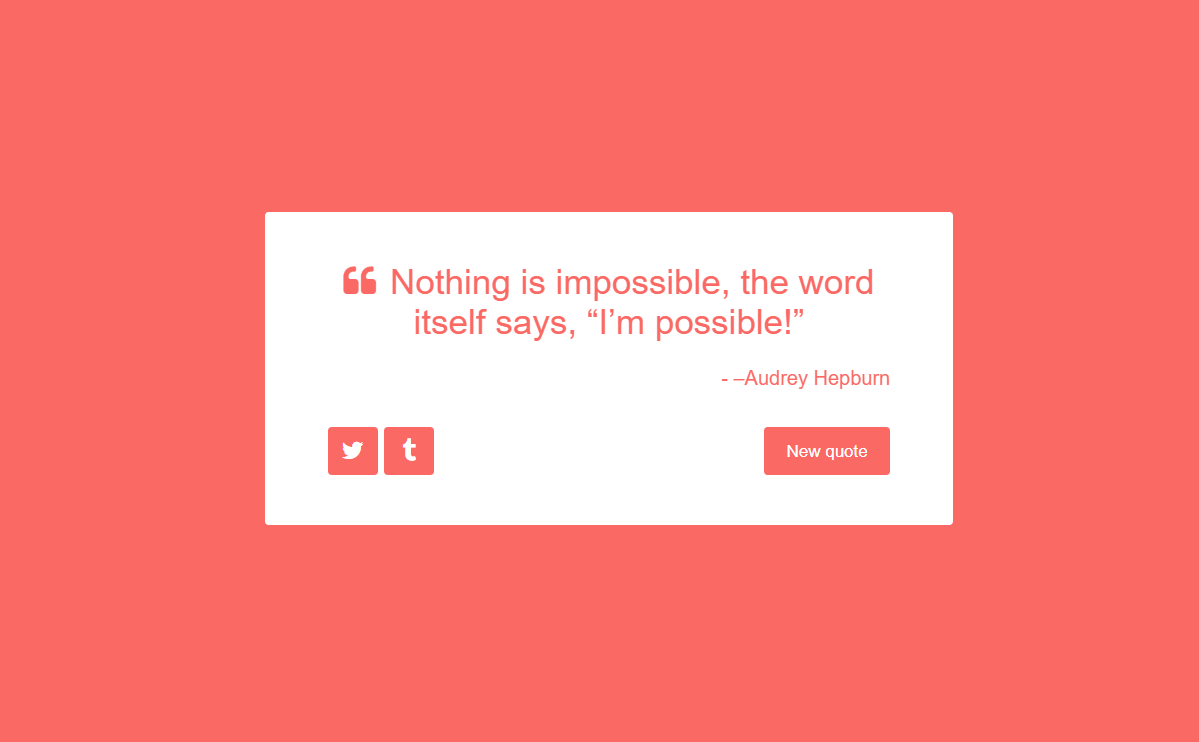 Nothing is impossible, the word
itself says, “I’m possible!”
- –Audrey Hepburn
New quote